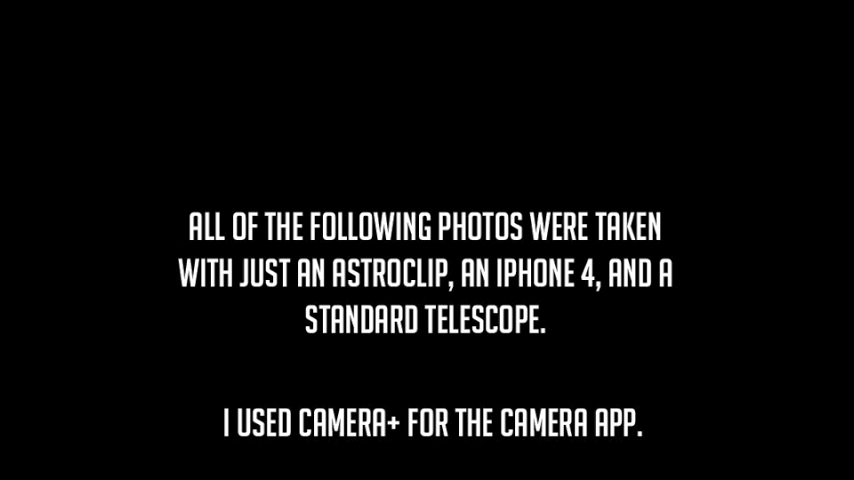 ALL OF THE FOLLOWING PHOTOS WERE TAKEN
WITH JUST AN ASTROCLIP, AN IPHONE 4, AND A
STANDARD TELESCOPE.
I USED CAMERA+ FOR THE CAMERA APP.